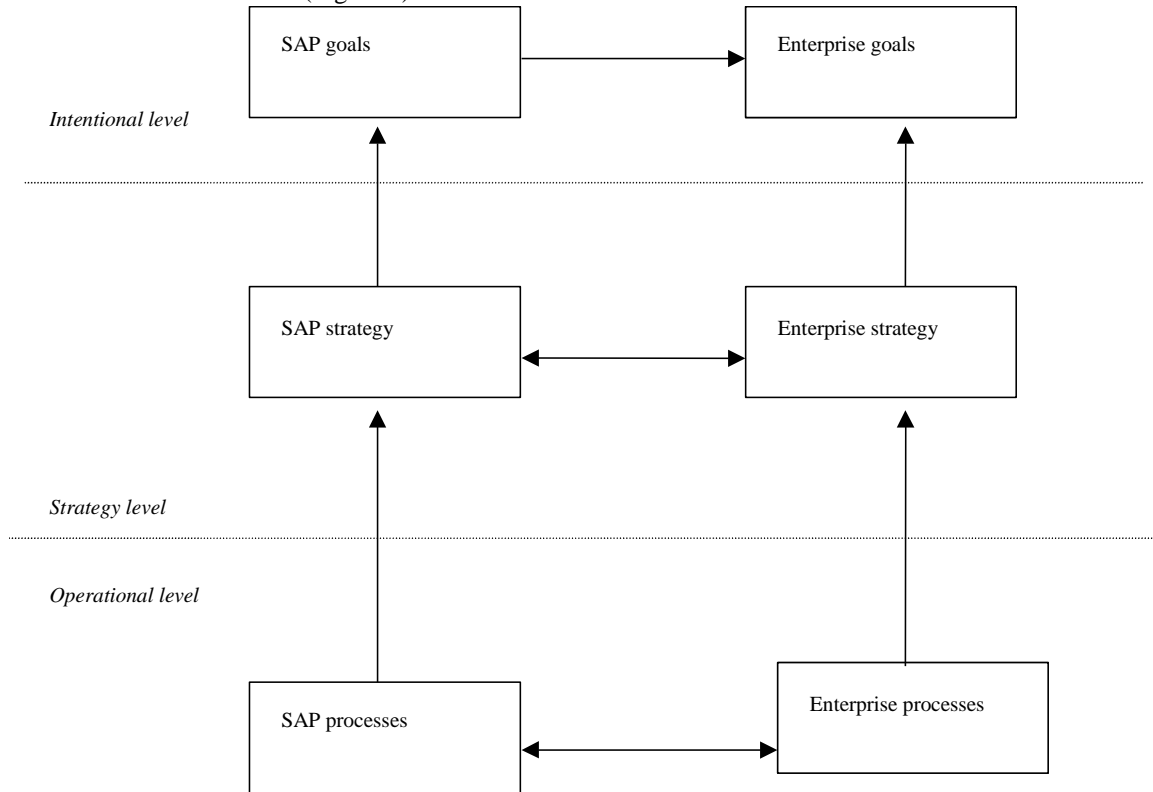 SAP goals
Enterprise goals
Intentional level
SAP strategy
Enterprise strategy
Strategy level
Operational level
SAP processes
Enterprise processes